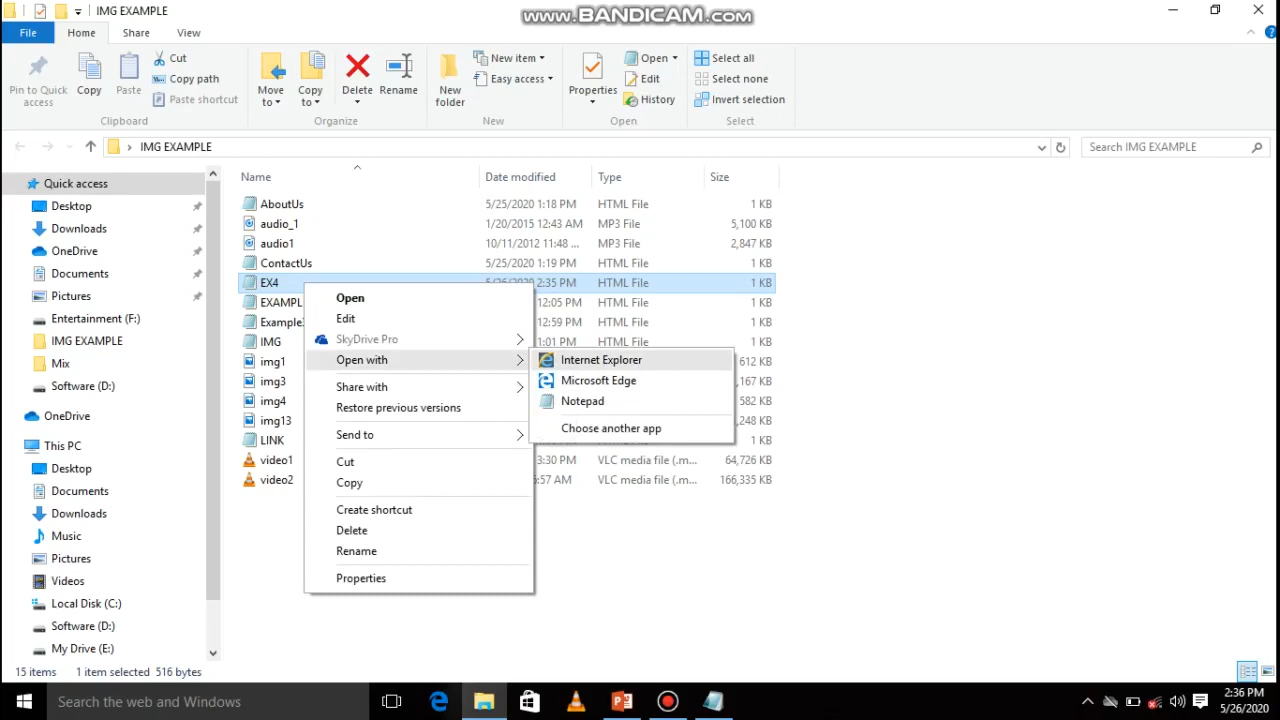 IMG EXAMPLE
www.BANDICAM.com
File Home Share View
Pin to Quick access
Copy
Paste
Cut
Copy path
Paste shortcut
Clipboard
Move to
Copy to
Delete
Rename
Organize
New folder
New item
Easy access
New
Properties
Open
Edit
History
Open
Select all
Select none
Invert selection
Select
IMG EXAMPLE
Search IMG EXAMPLE
Name Date modified Type Size
Quick access
Desktop
Downloads
OneDrive
Documents
Pictures
Entertainment (F:)
IMG EXAMPLE
Mix
Software (D:)
OneDrive
This PC
Desktop
Documents
Downloads
Music
Pictures
Videos
Local Disk (C:)
Software (D:)
My Drive (E:)
AboutUs 5/25/2020 1:18 PM HTML File 1 KB
audio_1 1/20/2015 12:43 AM MP3 File 5,100 KB
audio1 10/11/2012 11:48 ... MP3 File 2,847 KB
ContactUs 5/25/2020 1:19 PM HTML File 1 KB
EX4 5/26/2020 2:35 PM HTML File 1 KB
EXAMPL 12:05 PM HTML File 1 KB
Example 12:59 PM HTML File 1 KB
IMG 1:01 PM HTML File 1 KB
img1 612 KB
img3 ,167 KB
img4 582 KB
img13 ,248 KB
LINK 1 KB
video1 3:30 PM VLC media file (.m... 64,726 KB
video2 :57 AM VLC media file (.m... 166,335 KB
Open
Edit
SkyDrive Pro
Open with
Share with
Restore previous versions
Send to
Cut
Copy
Create shortcut
Delete
Rename
Properties
Internet Explorer
Microsoft Edge
Notepad
Choose another app
15 items 1 item selected 516 bytes
Search the web and Windows
2:36 PM
5/26/2020